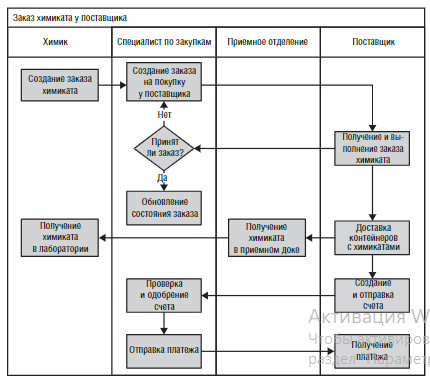 Заказ химиката у поставщика
Химик
Специалист по закупкам
Приемное отделение
Поставщик
Создание заказа
химиката
Создание заказа
на покупку
у поставщика
Нет
Принят
ли заказ?
Да
Получение и вы-
полнение заказа
химиката
Обновление
состояния заказа
Получение
химиката
в лаборатории
Получение
химиката
в приемном доке
Доставка
контейнеров
с химикатами
Проверка
и одобрение
счета
Создание
и отправка
счета
Отправка платежа
Получение
платежа
Активация W
Чтобы активиров
раздел "Парамет